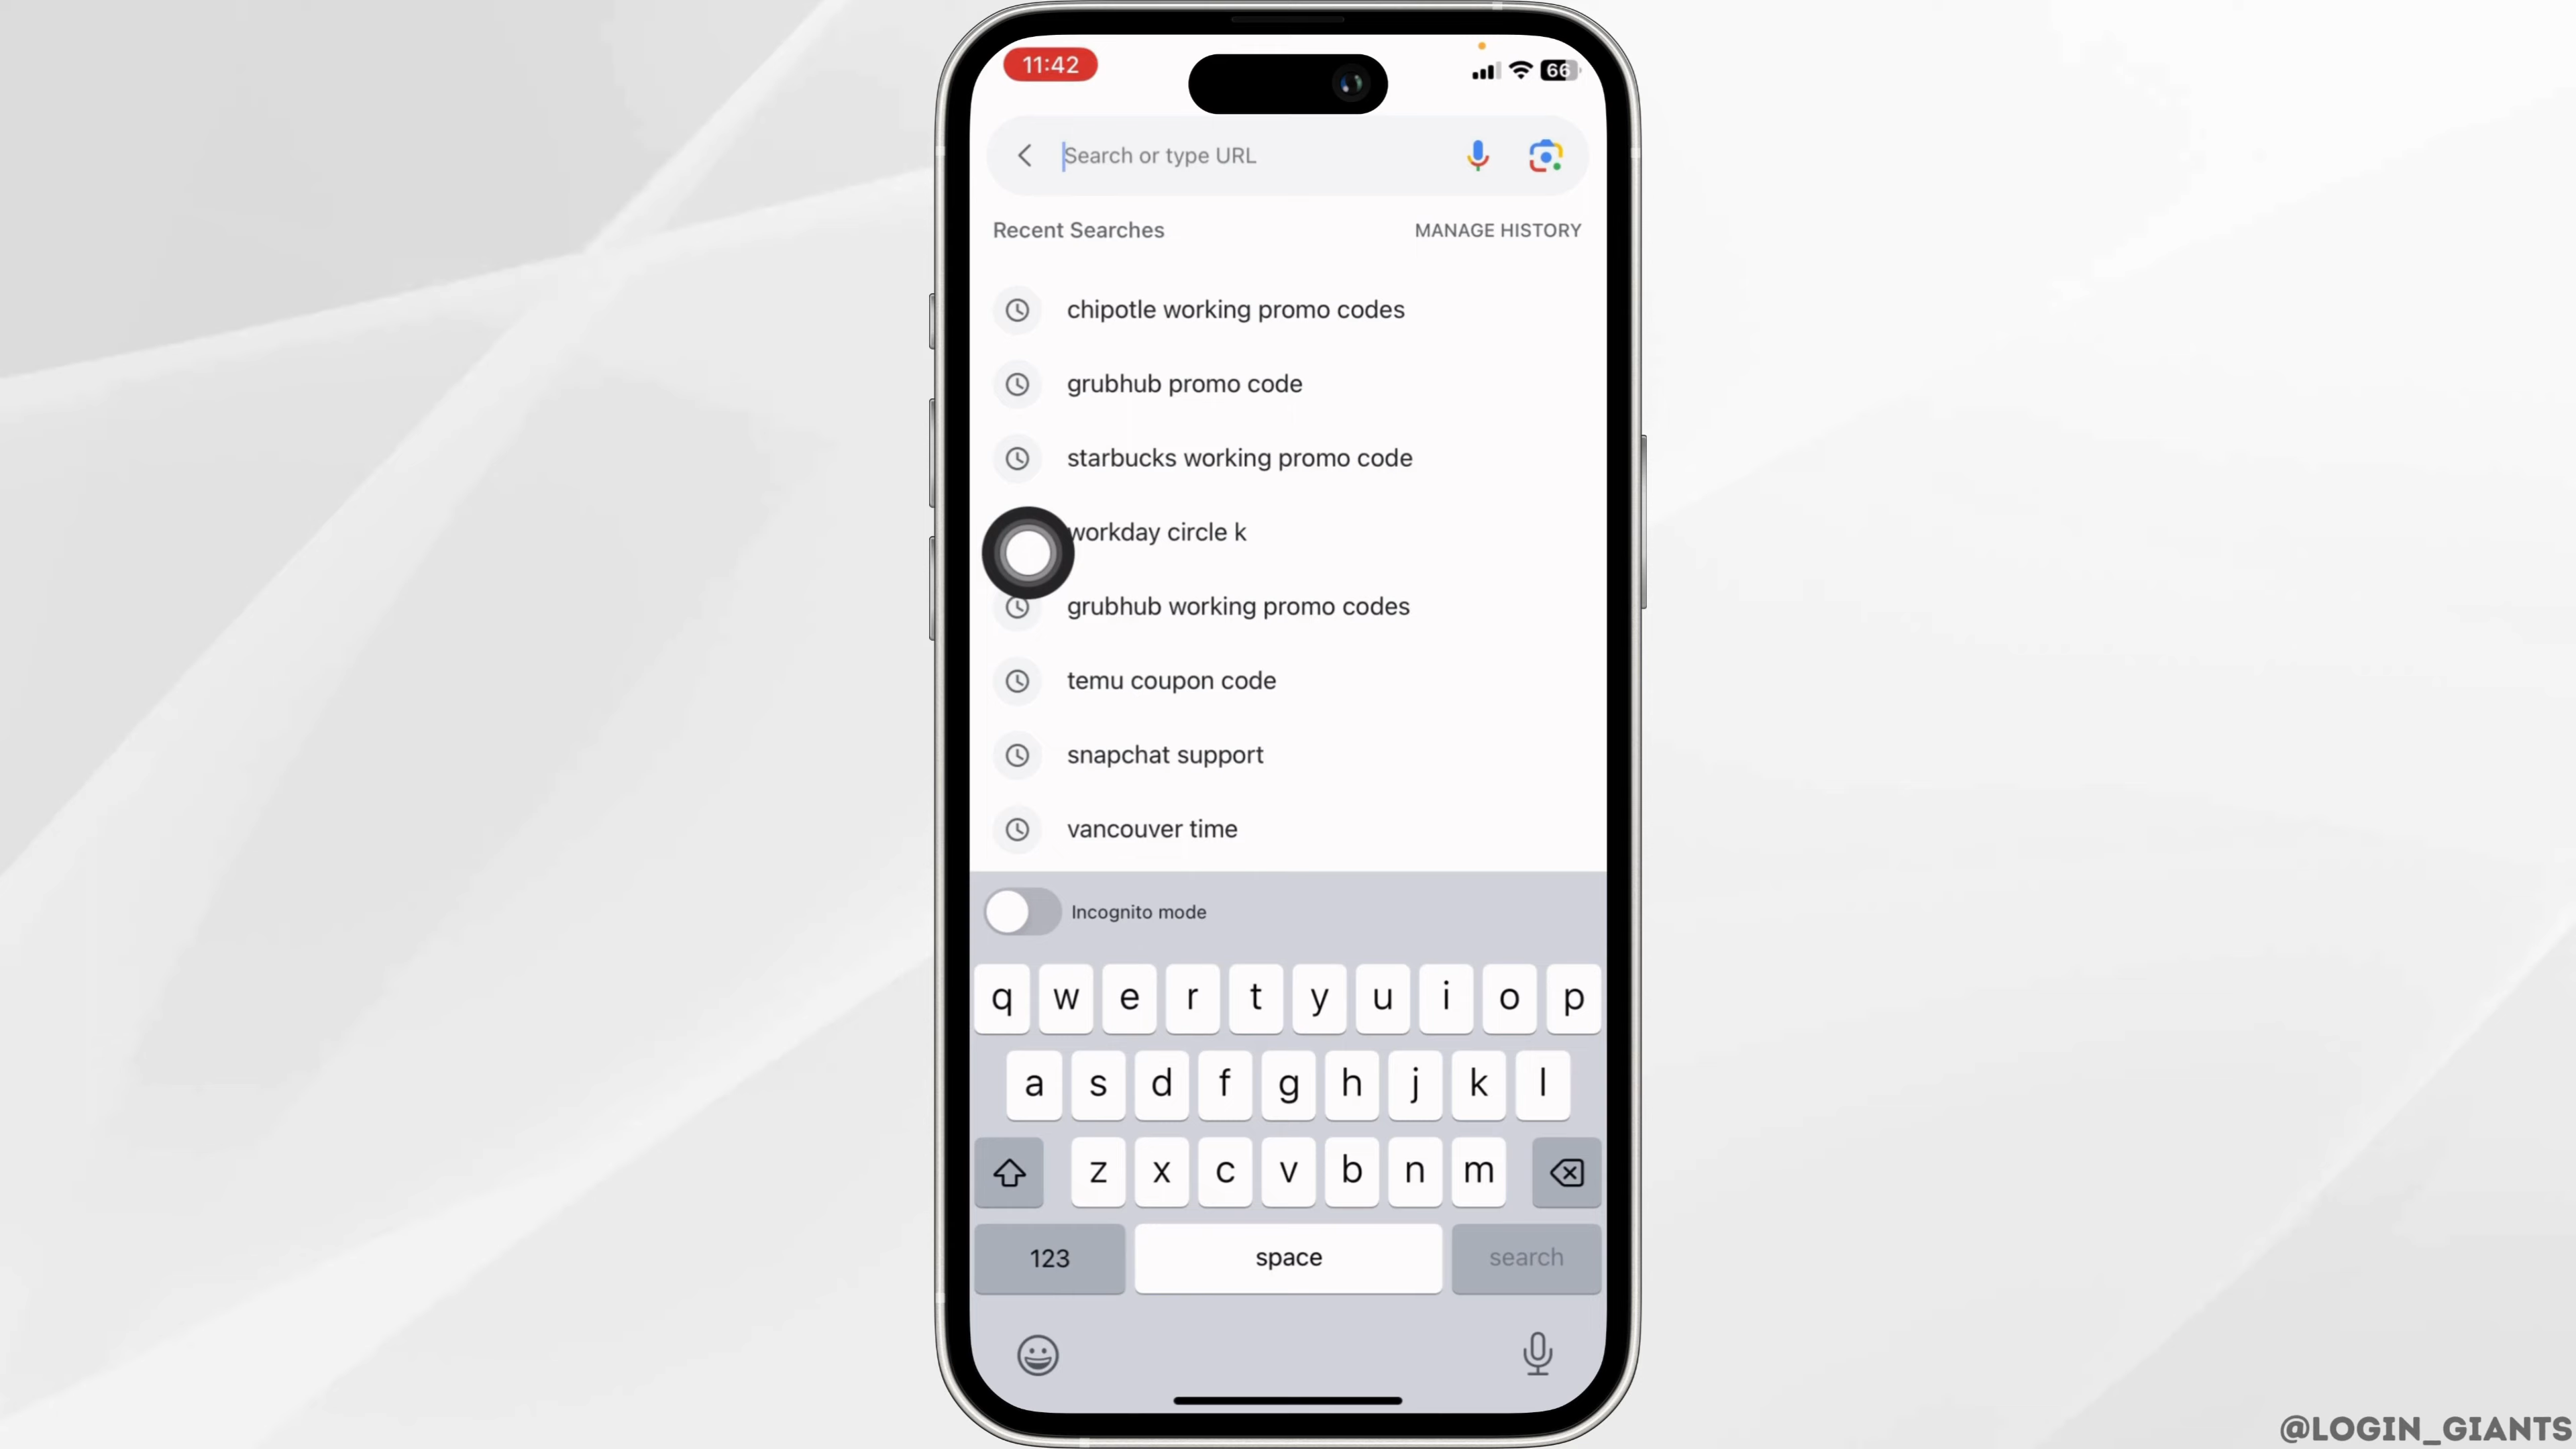 11:42
66
Search or type URL
Recent Searches
MANAGE HISTORY
chipotle working promo codes
grubhub promo code
starbucks working promo code
workday circle k
grubhub working promo codes
temu coupon code
snapchat support
vancouver time
Incognito mode
q w e r t y u i o p
a s d f g h j k l
z x c v b n m
123 space search
@LOGIN_GIANTS